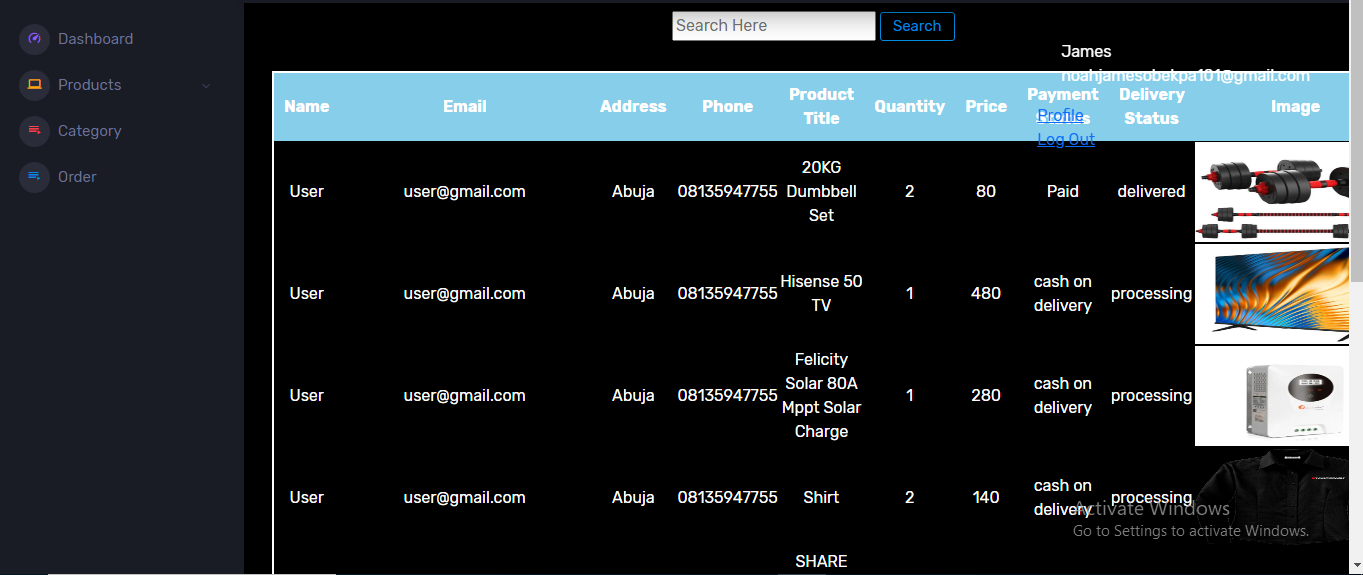 Search Here Search
Dashboard
James
noahjamesobekpa101@gmail.com
Products
Name Email Address Phone Product Title Quantity Price Payment Status Delivery Status Image
Profile
Log Out
Category
Order
User user@gmail.com Abuja 08135947755 20KG Dumbbell Set 2 80 Paid delivered
User user@gmail.com Abuja 08135947755 Hisense 50 TV 1 480 cash on delivery processing
User user@gmail.com Abuja 08135947755 Felicity Solar 80A Mppt Solar Charge 1 280 cash on delivery processing
User user@gmail.com Abuja 08135947755 Shirt 2 140 cash on delivery processing
Activate Windows
Go to Settings to activate Windows.
SHARE